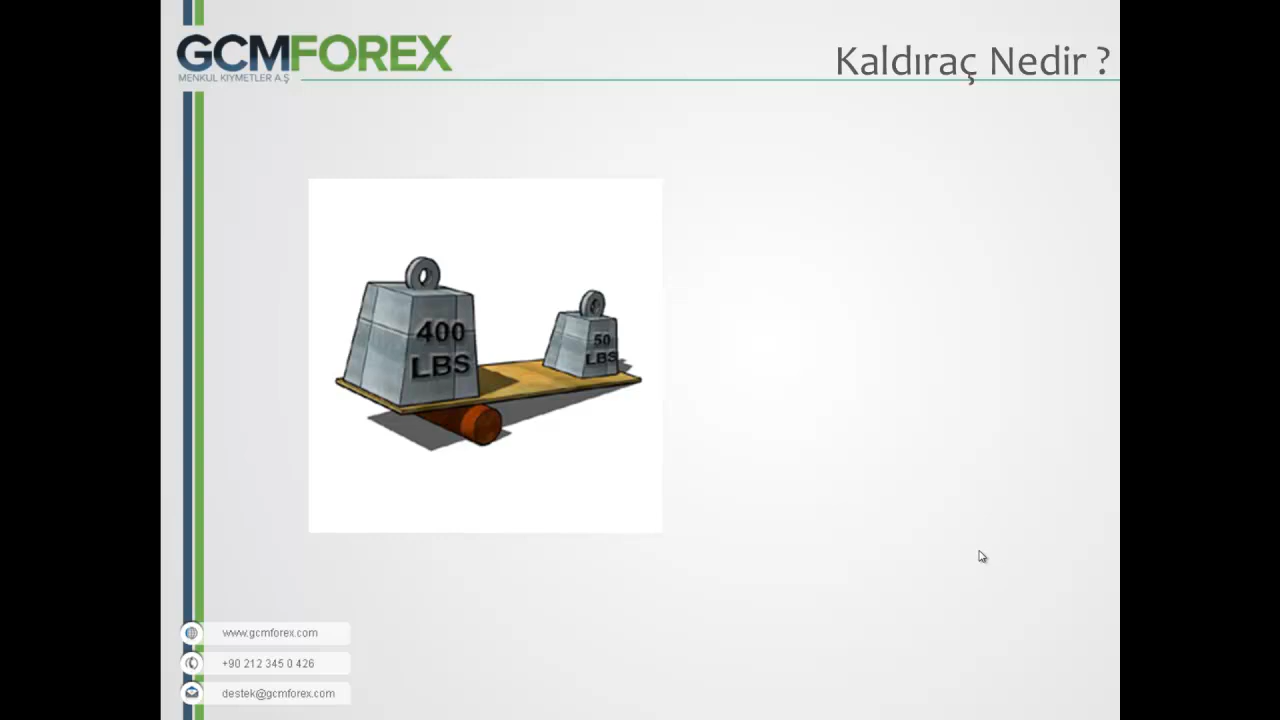 GCMFOREX
MENKUL KIYMETLER A.Ş
Kaldıraç Nedir ?
400
LBS
50
LBS
www.gcmforex.com
+90 212 345 0 426
destek@gcmforex.com